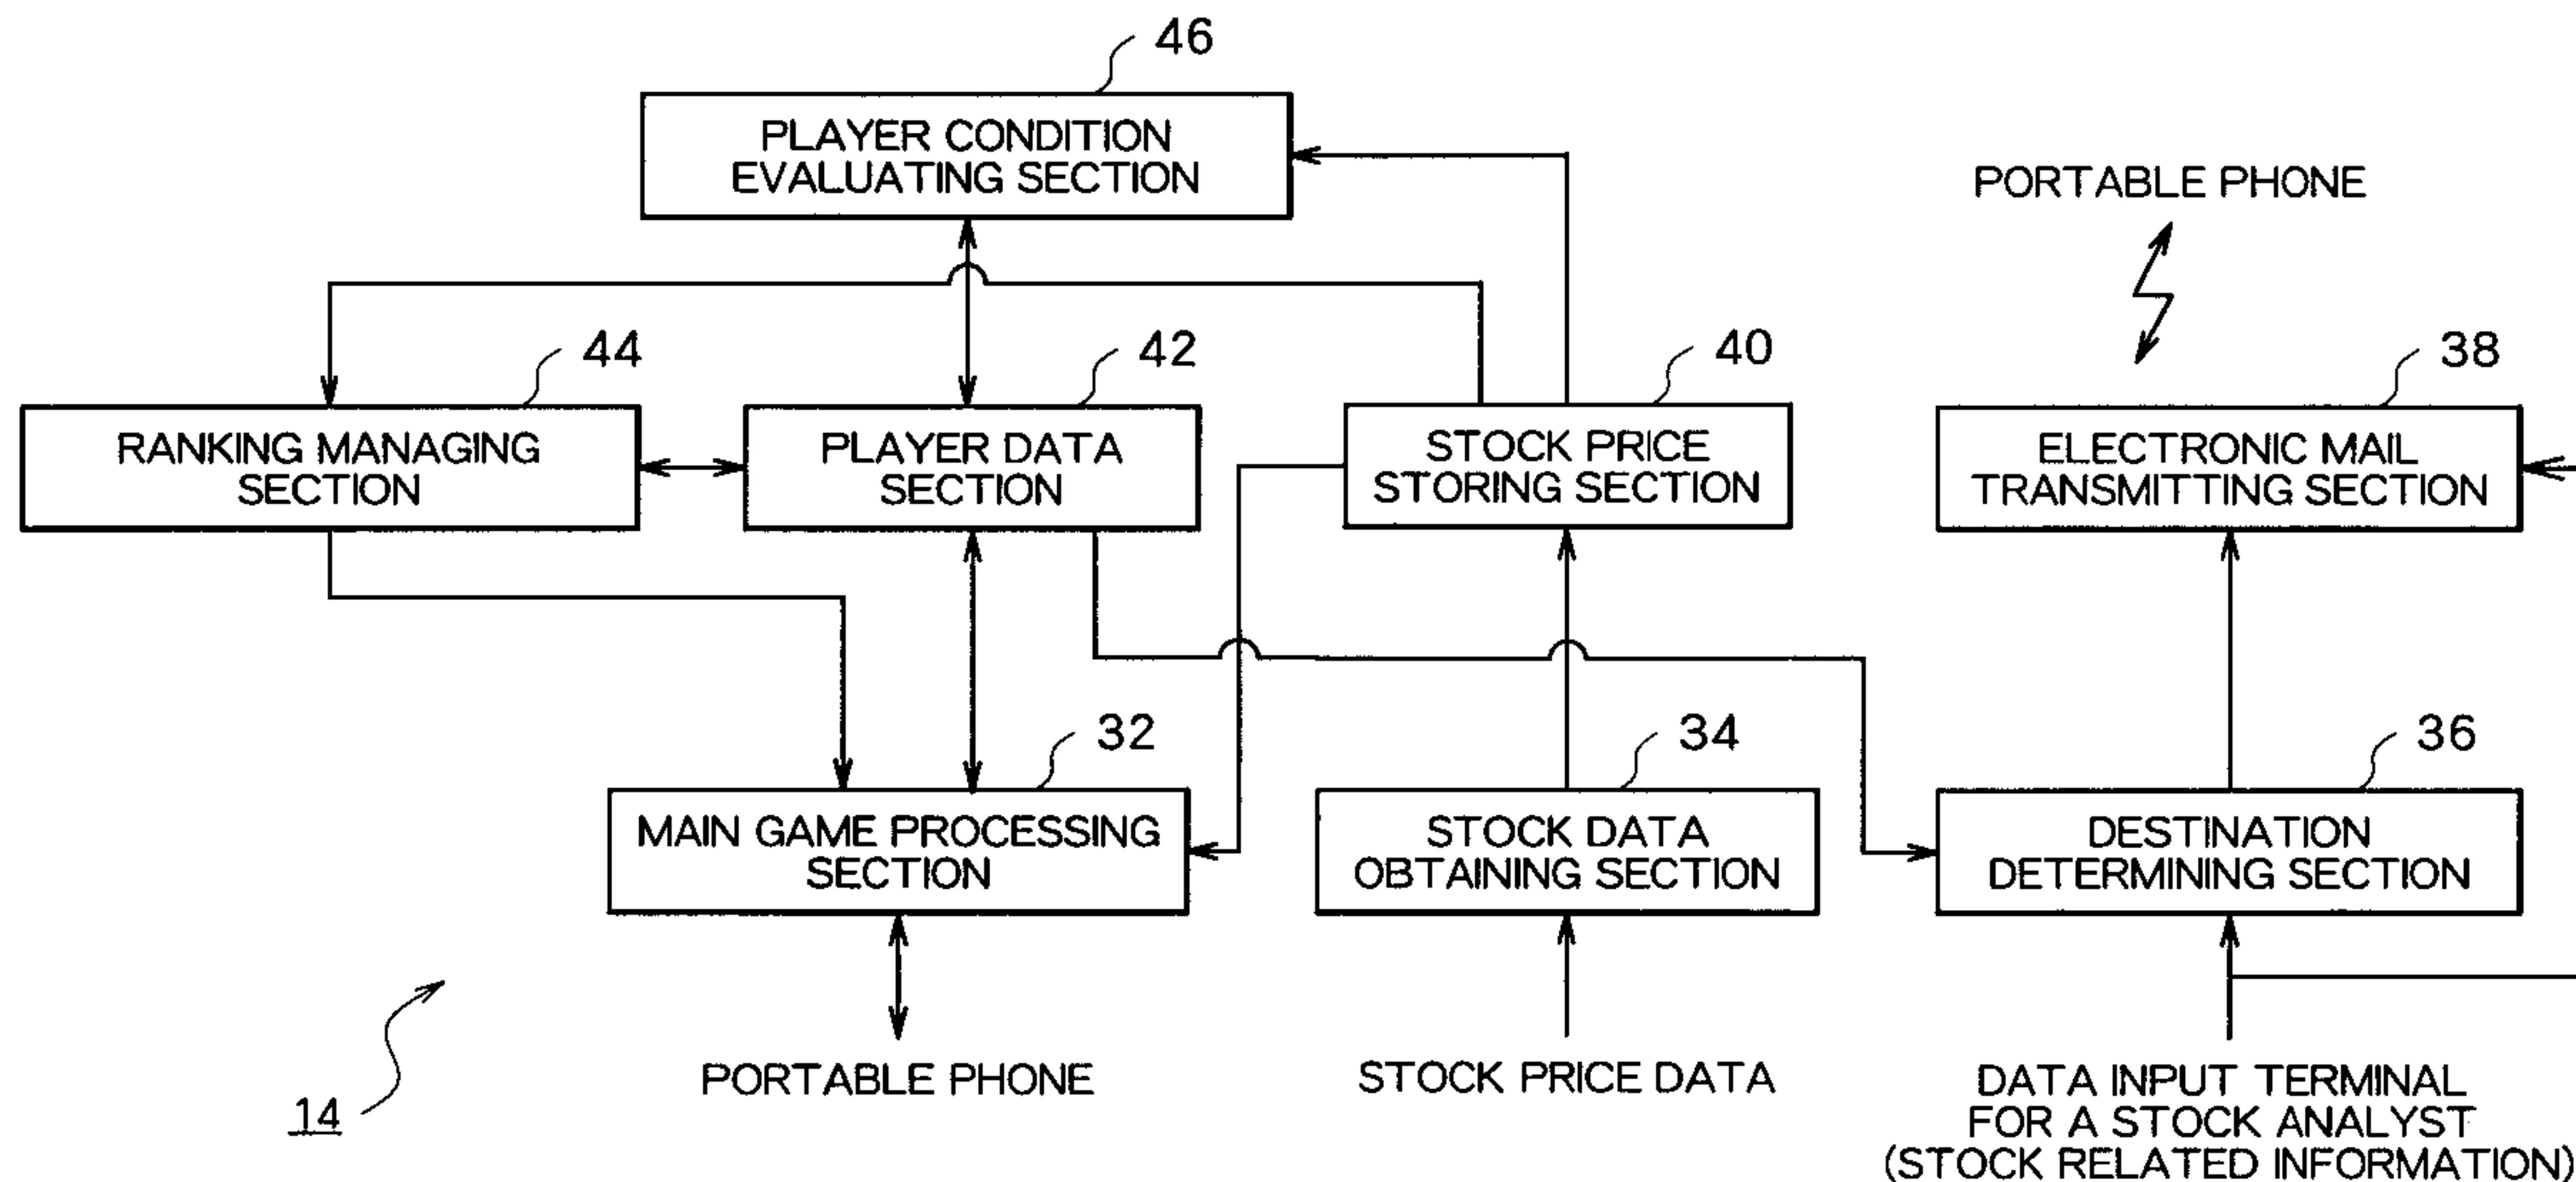 46
PLAYER CONDITION
EVALUATING SECTION
PORTABLE PHONE
44
RANKING MANAGING
SECTION
42
PLAYER DATA
SECTION
40
STOCK PRICE
STORING SECTION
38
ELECTRONIC MAIL
TRANSMITTING SECTION
32
MAIN GAME PROCESSING
SECTION
34
STOCK DATA
OBTAINING SECTION
36
DESTINATION
DETERMINING SECTION
14
PORTABLE PHONE
STOCK PRICE DATA
DATA INPUT TERMINAL
FOR A STOCK ANALYST
(STOCK RELATED INFORMATION)